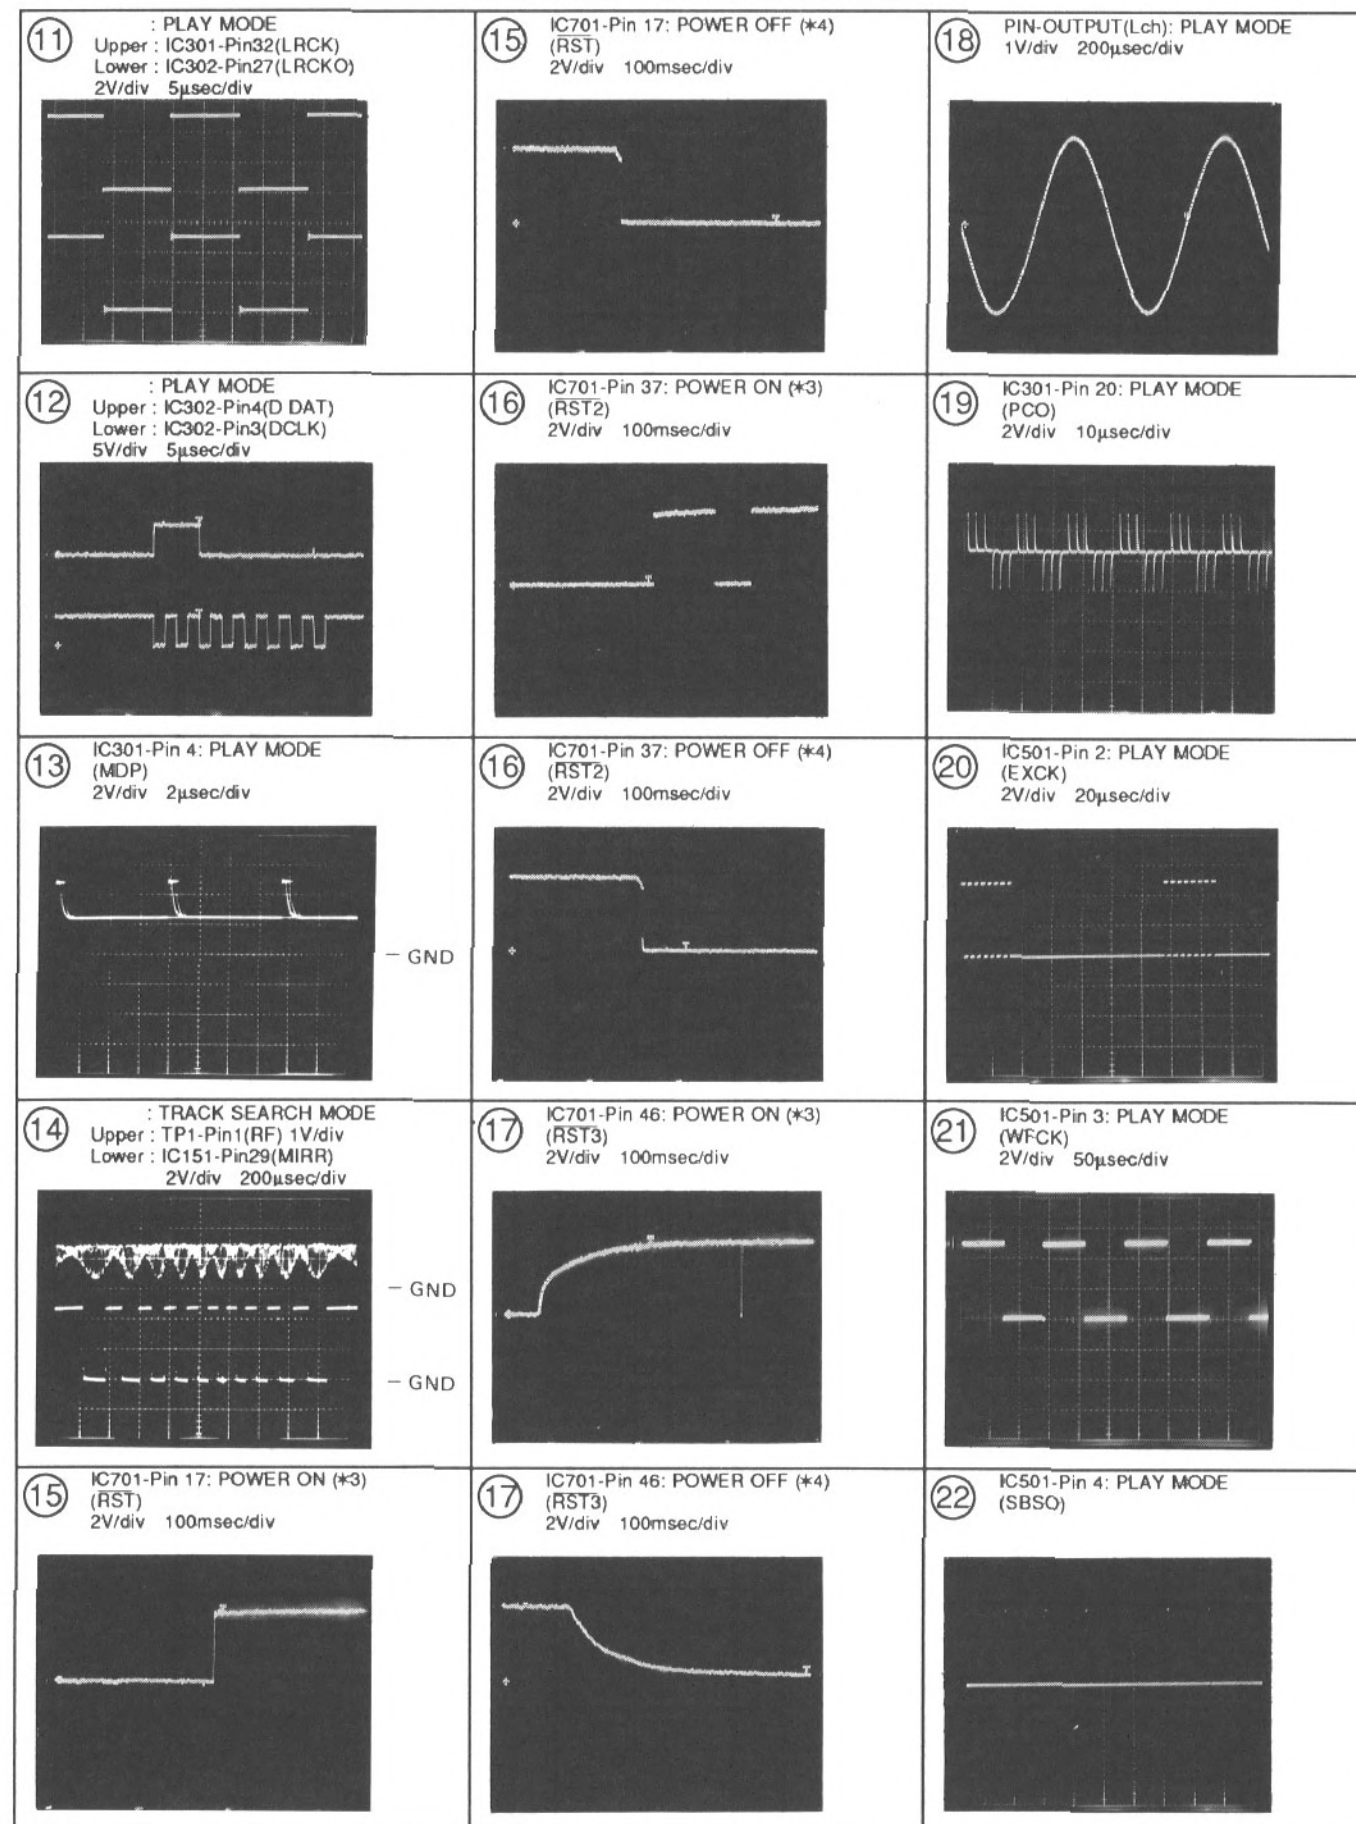 11 : PLAY MODE
Upper : IC301-Pin32(LRCK)
Lower : IC302-Pin27(LRCKO)
2V/div 5µsec/div
12 : PLAY MODE
Upper : IC302-Pin4(D DAT)
Lower : IC302-Pin3(DCLK)
5V/div 5µsec/div
13 IC301-Pin 4: PLAY MODE
(MDP)
2V/div 2µsec/div
– GND
14 : TRACK SEARCH MODE
Upper : TP1-Pin1(RF) 1V/div
Lower : IC151-Pin29(MIRR)
2V/div 200µsec/div
– GND
– GND
15 IC701-Pin 17: POWER ON (*3)
(RST)
2V/div 100msec/div
15 IC701-Pin 17: POWER OFF (*4)
(RST)
2V/div 100msec/div
16 IC701-Pin 37: POWER ON (*3)
(RST2)
2V/div 100msec/div
16 IC701-Pin 37: POWER OFF (*4)
(RST2)
2V/div 100msec/div
17 IC701-Pin 46: POWER ON (*3)
(RST3)
2V/div 100msec/div
17 IC701-Pin 46: POWER OFF (*4)
(RST3)
2V/div 100msec/div
18 PIN-OUTPUT(Lch): PLAY MODE
1V/div 200µsec/div
19 IC301-Pin 20: PLAY MODE
(PCO)
2V/div 10µsec/div
20 IC501-Pin 2: PLAY MODE
(EXCK)
2V/div 20µsec/div
21 IC501-Pin 3: PLAY MODE
(WFCK)
2V/div 50µsec/div
22 IC501-Pin 4: PLAY MODE
(SBSO)